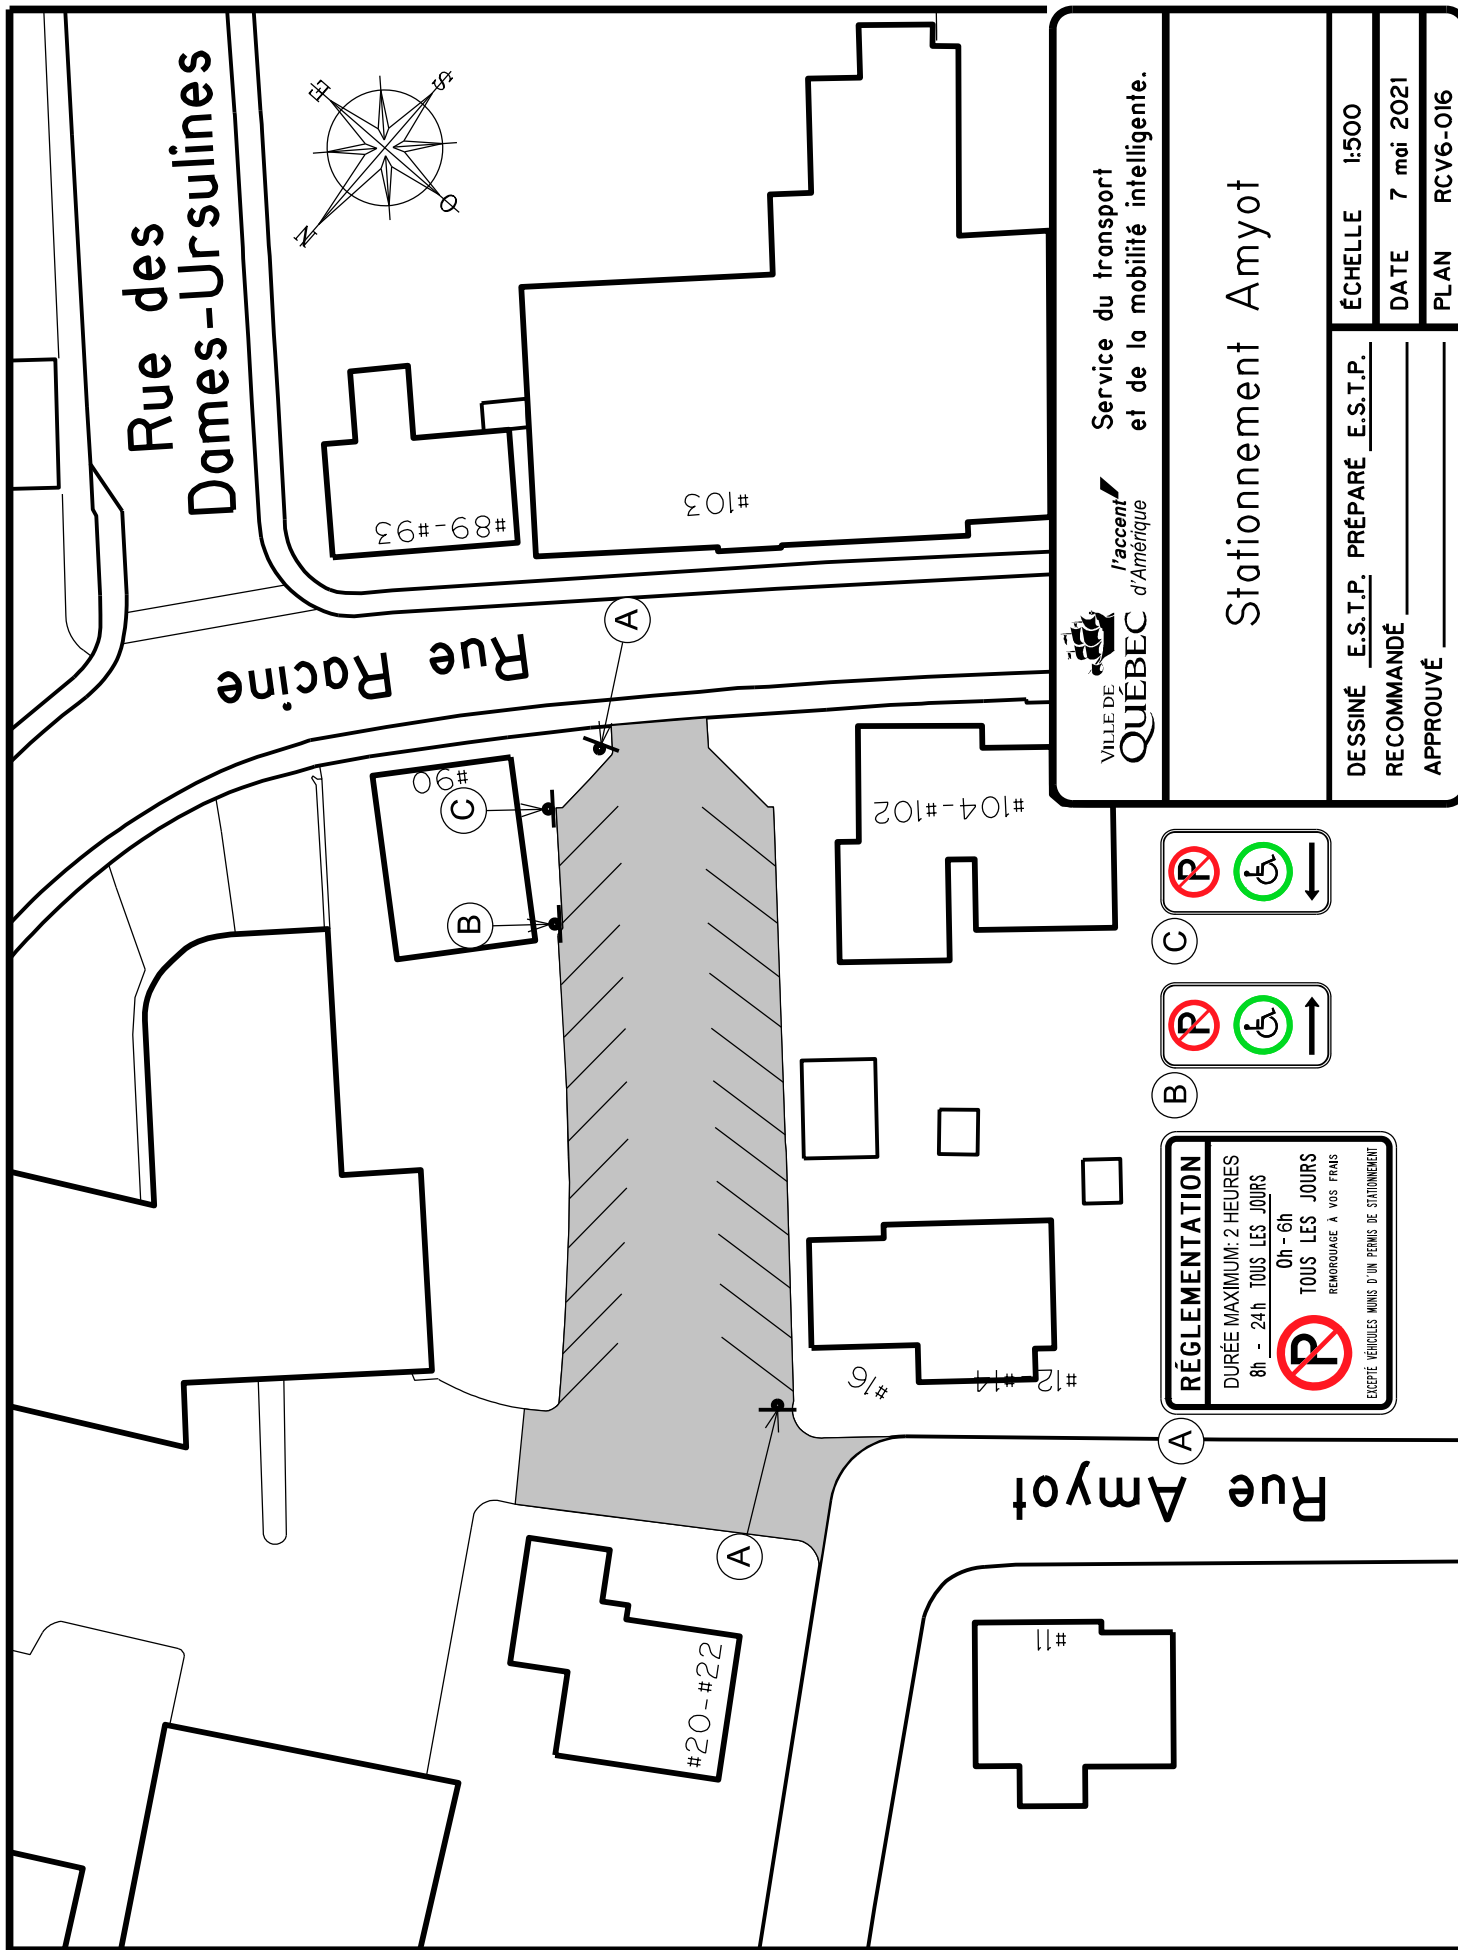 Rue des
Dames-Ursulines
N
E
S
O
#89-#93
#103
Rue Racine
A
#90
C
B
#104-#102
#16
#12-#14
A
Rue Amyot
#20-#22
#11
A
RÉGLEMENTATION
DURÉE MAXIMUM: 2 HEURES
8h - 24h TOUS LES JOURS
P
0h - 6h
TOUS LES JOURS
REMORQUAGE À VOS FRAIS
EXCEPTÉ VÉHICULES MUNIS D'UN PERMIS DE STATIONNEMENT
B
P
C
P
VILLE DE
QUÉBEC
l'accent
d'Amérique
Service du transport
et de la mobilité intelligente.
Stationnement Amyot
DESSINÉ E.S.T.P. PRÉPARÉ E.S.T.P.
RECOMMANDÉ
APPROUVÉ
ÉCHELLE 1:500
DATE 7 mai 2021
PLAN RCV6-016